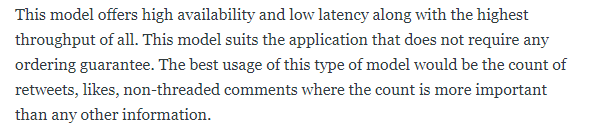 This model offers high availability and low latency along with the highest
throughput of all. This model suits the application that does not require any
ordering guarantee. The best usage of this type of model would be the count of
retweets, likes, non-threaded comments where the count is more important
than any other information.